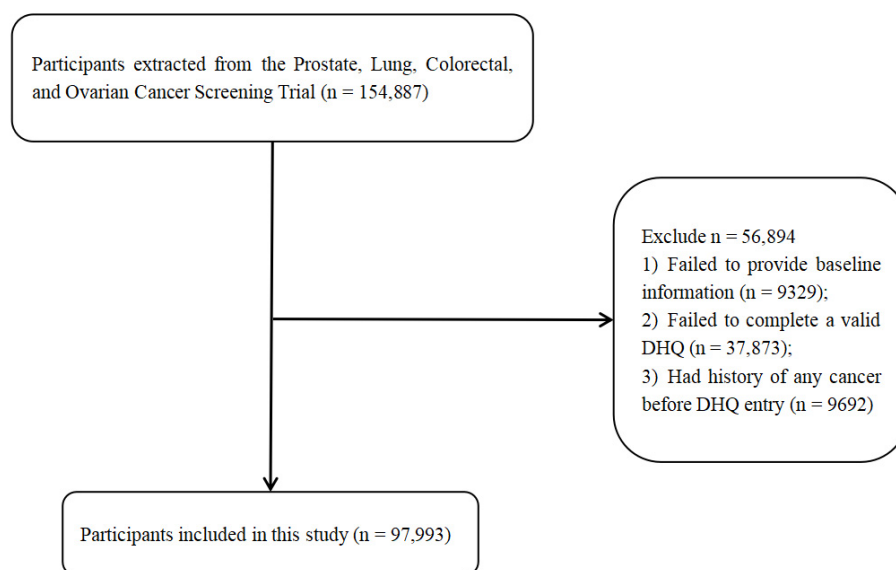 Participants extracted from the Prostate, Lung, Colorectal,
and Ovarian Cancer Screening Trial (n = 154,887)
Exclude n = 56,894
1) Failed to provide baseline
information (n = 9329);
2) Failed to complete a valid
DHQ (n = 37,873);
3) Had history of any cancer
before DHQ entry (n = 9692)
Participants included in this study (n = 97,993)